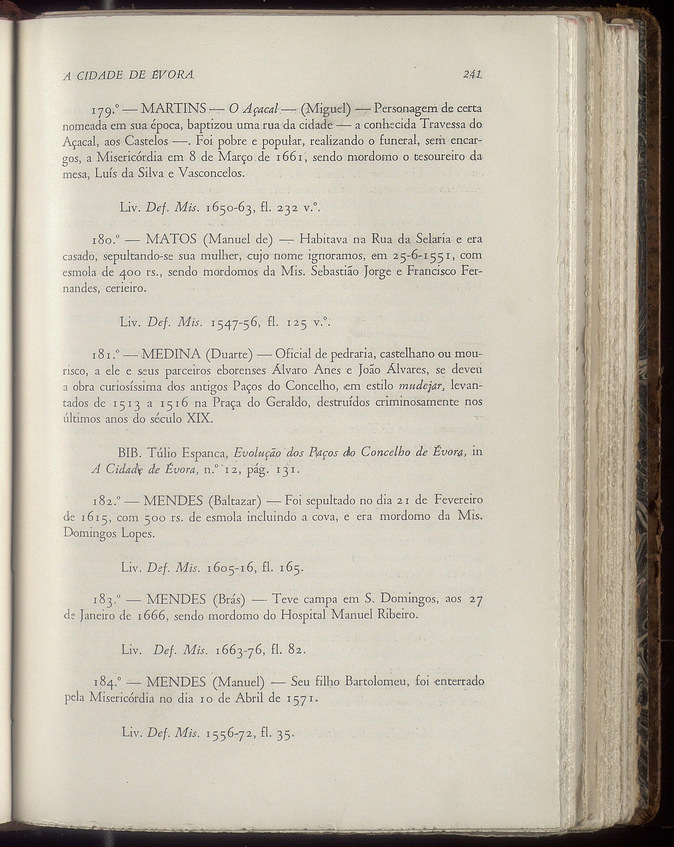 A CIDADE DE ÉVORA 241
179.º — MARTINS — O Açacal — (Miguel) — Personagem de certa
nomeada em sua época, baptizou uma rua da cidade — a conhecida Travessa do
Açacal, aos Castelos —. Foi pobre e popular, realizando o funeral, sem encar-
gos, a Misericórdia em 8 de Março de 1661, sendo mordomo o tesoureiro da
mesa, Luís da Silva e Vasconcelos.
Liv. Def. Mis. 1650-63, fl. 232 v.º.
180.º — MATOS (Manuel de) — Habitava na Rua da Selaria e era
casado, sepultando-se sua mulher, cujo nome ignoramos, em 25-6-1551, com
esmola de 400 rs., sendo mordomos da Mis. Sebastião Jorge e Francisco Fer-
nandes, cerieiro.
Liv. Def. Mis. 1547-56, fl. 125 v.º.
181.º — MEDINA (Duarte) — Oficial de pedraria, castelhano ou mou-
risco, a ele e seus parceiros eborenses Álvaro Anes e João Álvares, se deveu
a obra curiosíssima dos antigos Paços do Concelho, em estilo mudejar, levan-
tados de 1513 a 1516 na Praça do Geraldo, destruídos criminosamente nos
últimos anos do século XIX.
BIB. Túlio Espanca, Evolução dos Paços do Concelho de Évora, in
A Cidade de Évora, n.º 12, pág. 131.
182.º — MENDES (Baltazar) — Foi sepultado no dia 21 de Fevereiro
de 1615, com 500 rs. de esmola incluindo a cova, e era mordomo da Mis.
Domingos Lopes.
Liv. Def. Mis. 1605-16, fl. 165.
183.º — MENDES (Brás) — Teve campa em S. Domingos, aos 27
de Janeiro de 1666, sendo mordomo do Hospital Manuel Ribeiro.
Liv. Def. Mis. 1663-76, fl. 82.
184.º — MENDES (Manuel) — Seu filho Bartolomeu, foi enterrado
pela Misericórdia no dia 10 de Abril de 1571.
Liv. Def. Mis. 1556-72, fl. 35.